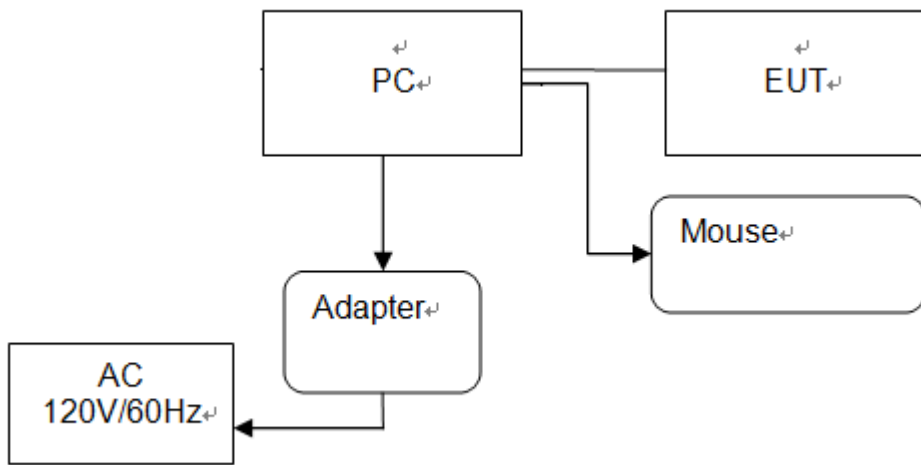 PC
EUT
Mouse
Adapter
AC
120V/60Hz